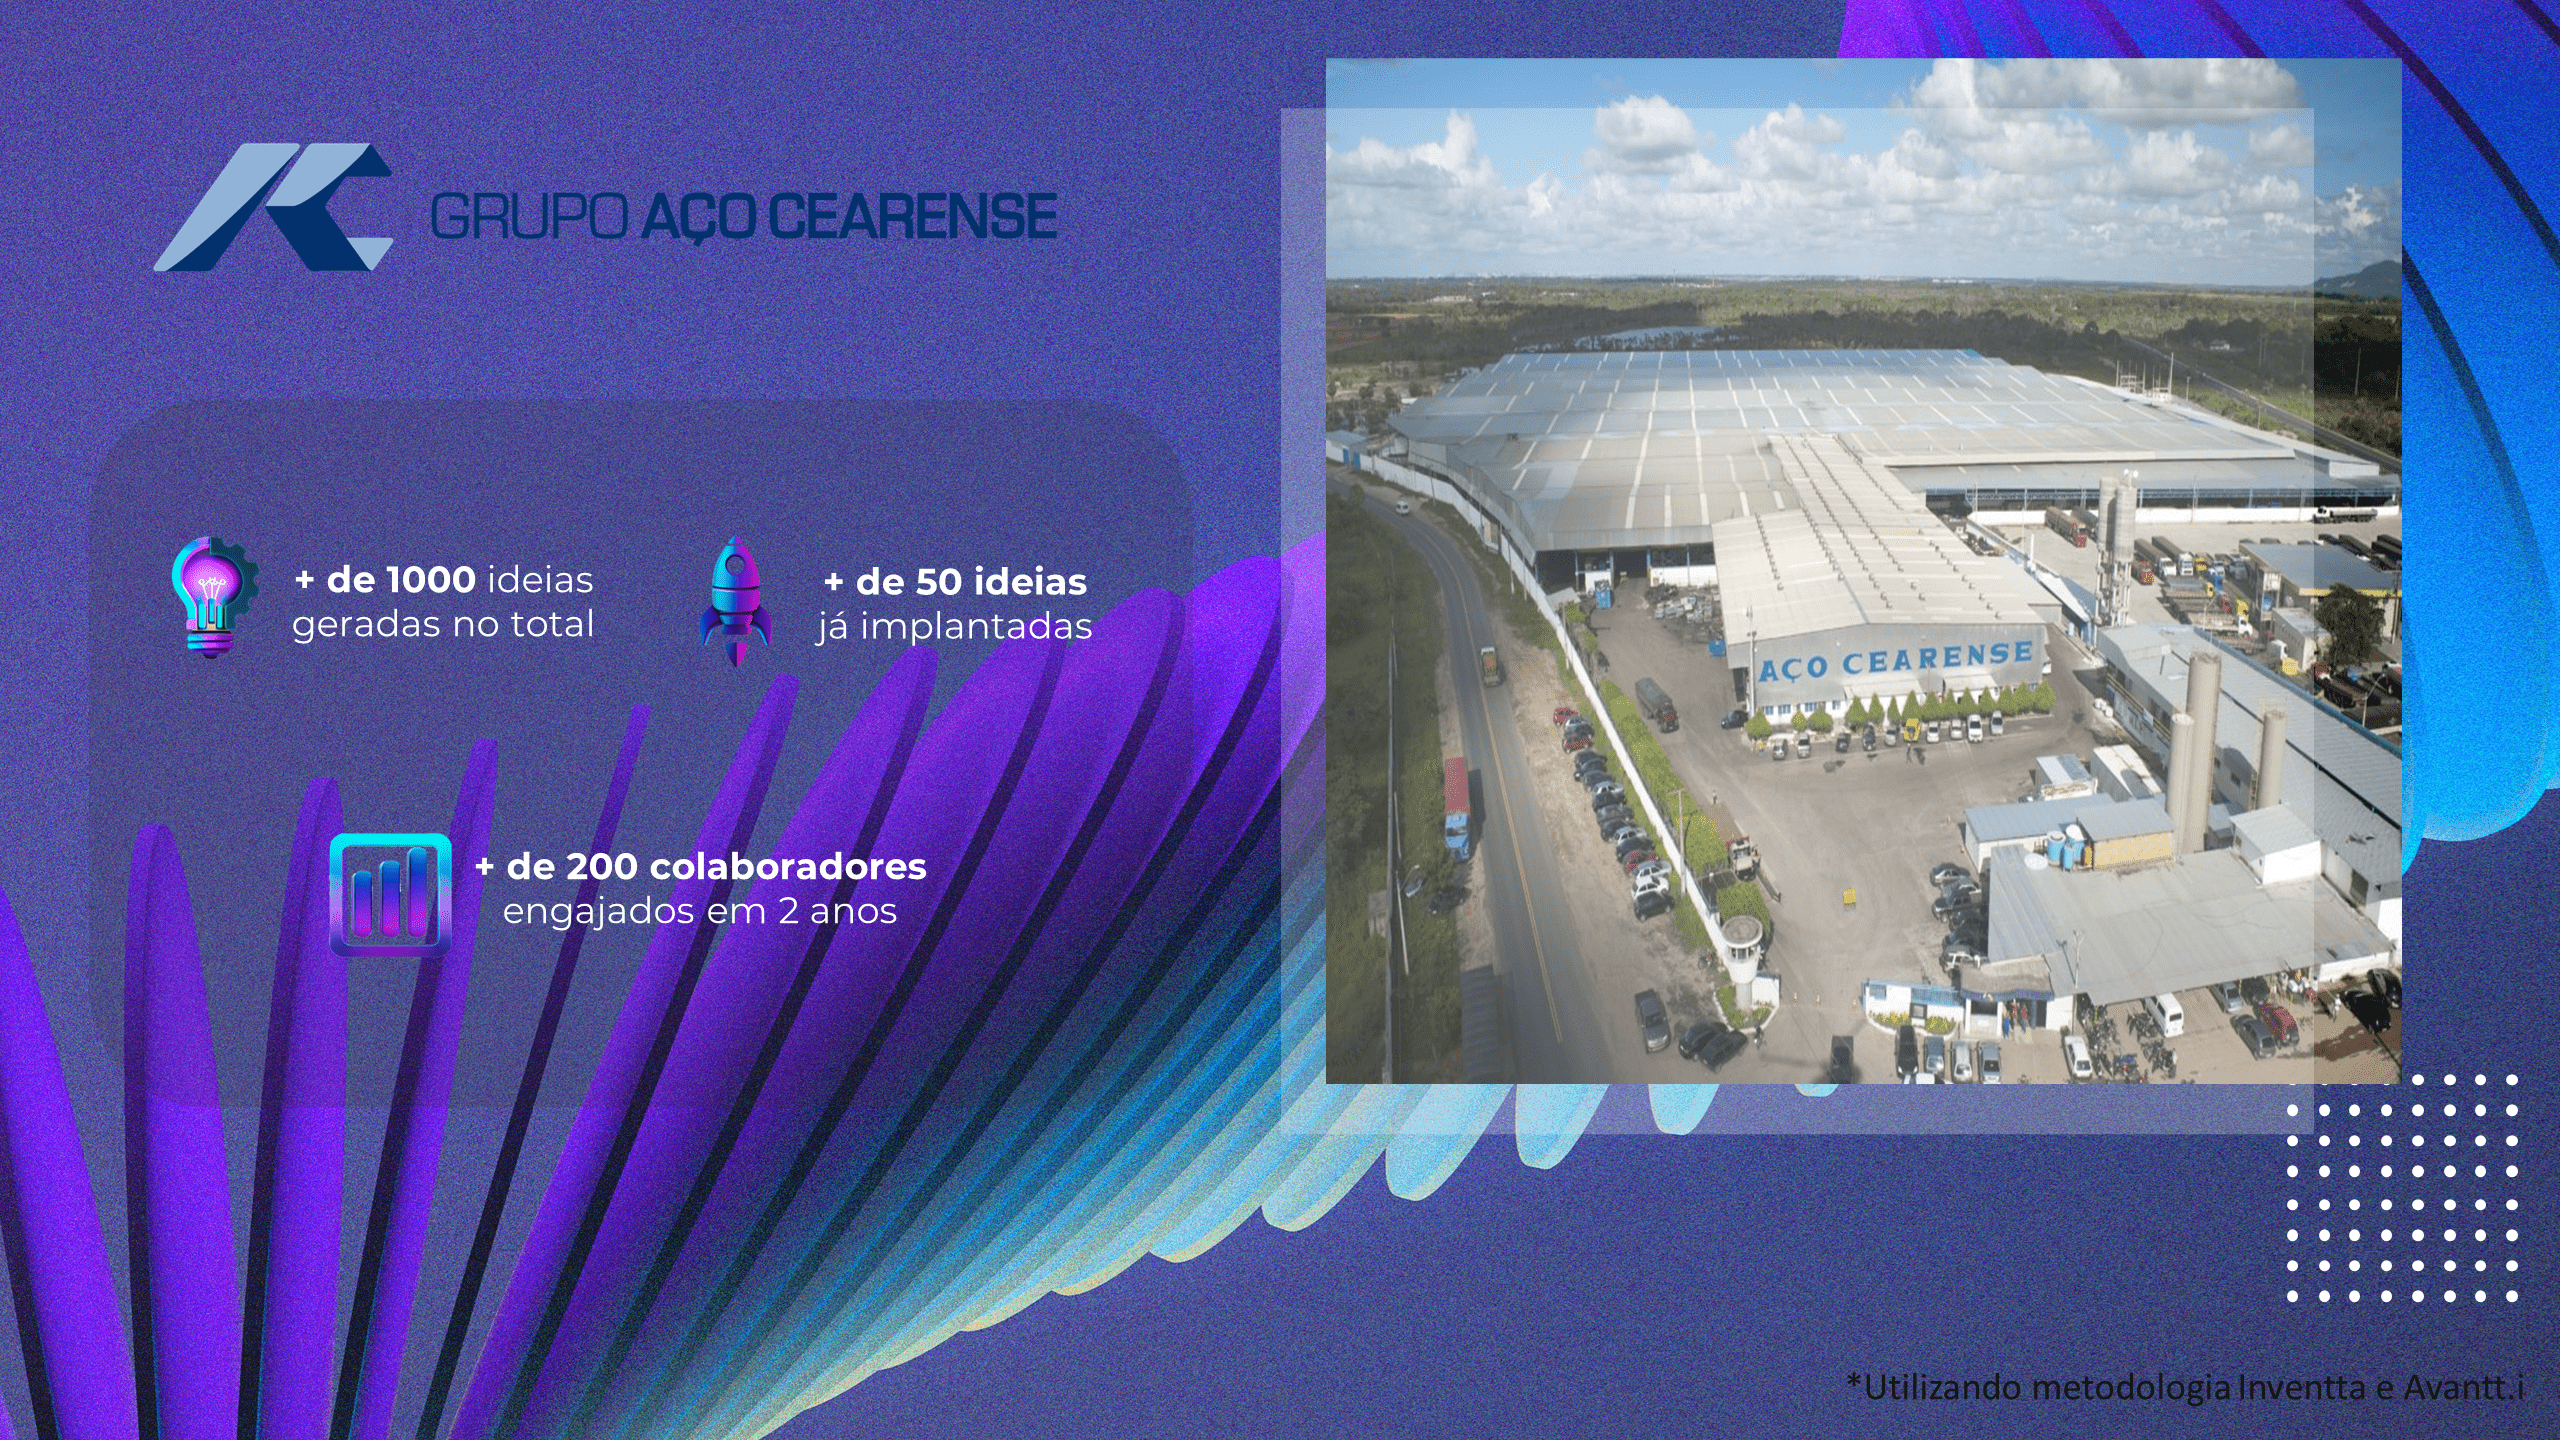 GRUPO AÇO CEARENSE
+ de 1000 ideias
geradas no total
+ de 50 ideias
já implantadas
+ de 200 colaboradores
engajados em 2 anos
AÇO CEARENSE
*Utilizando metodologia Inventta e Avantt.i